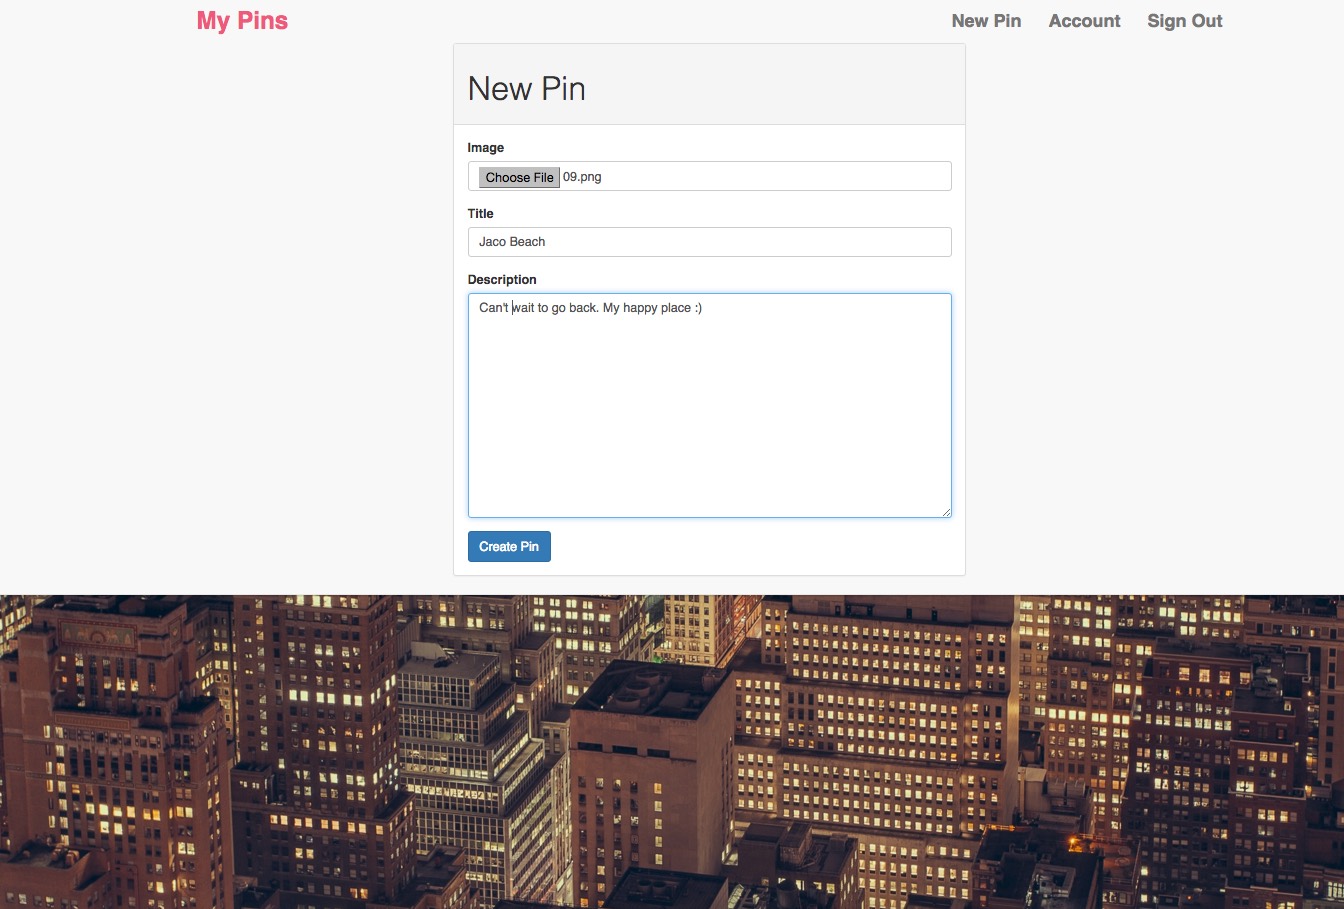 My Pins
New Pin Account Sign Out
New Pin
Image
Choose File 09.png
Title
Jaco Beach
Description
Can't wait to go back. My happy place :)
Create Pin